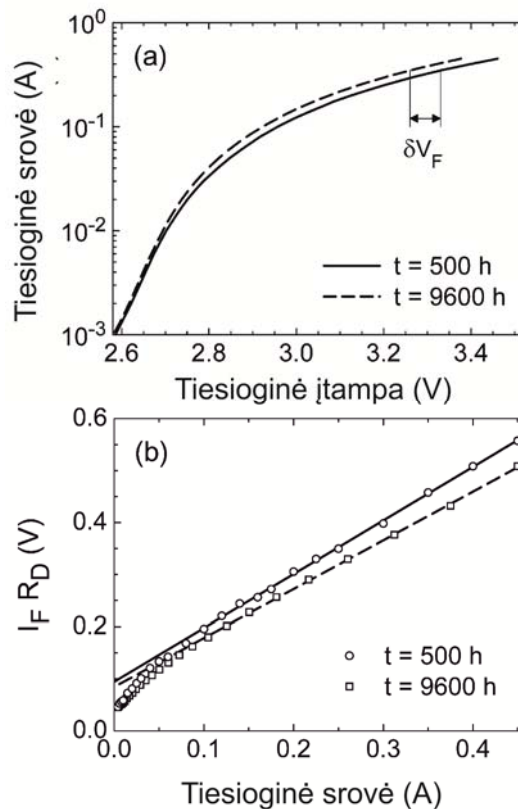 (a)
Tiesioginė srovė (A)
10⁰
10⁻¹
10⁻²
10⁻³
δV_F
t = 500 h
t = 9600 h
2.6 2.8 3.0 3.2 3.4
Tiesioginė įtampa (V)
(b)
I_F R_D (V)
0.6
0.4
0.2
0.0
t = 500 h
t = 9600 h
0.0 0.1 0.2 0.3 0.4
Tiesioginė srovė (A)